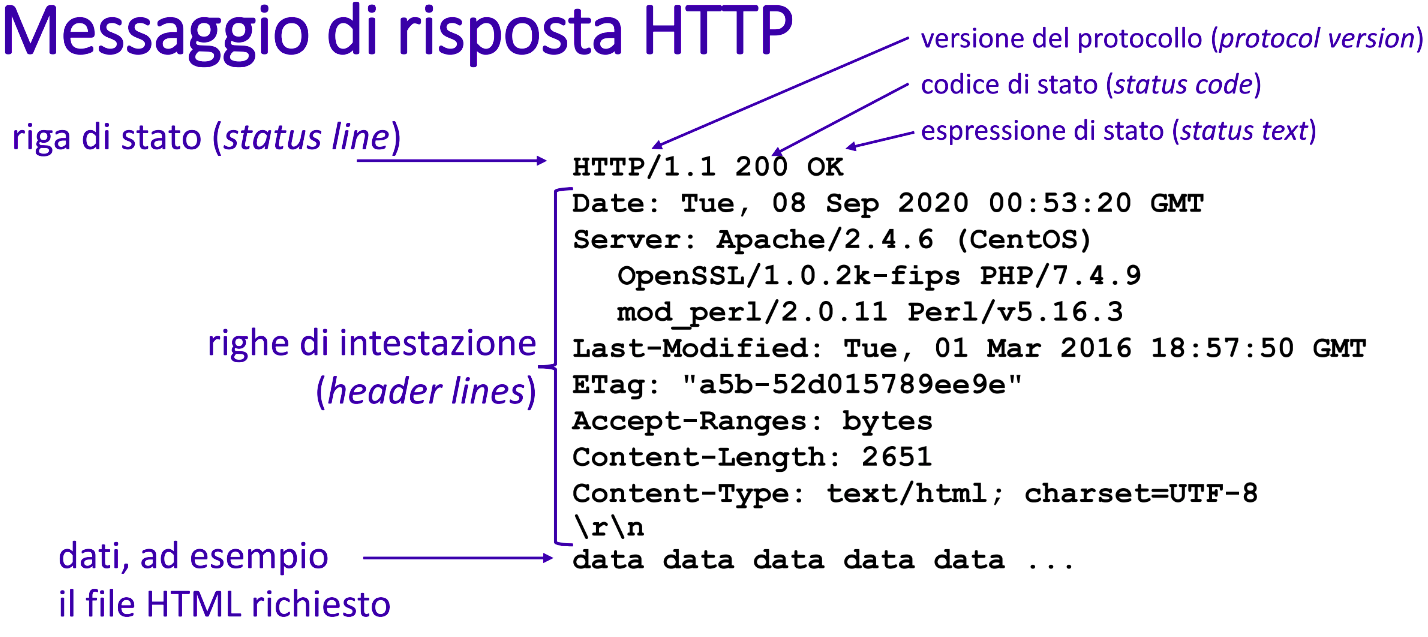 Messaggio di risposta HTTP
versione del protocollo (protocol version)
codice di stato (status code)
espressione di stato (status text)
riga di stato (status line)
HTTP/1.1 200 OK
Date: Tue, 08 Sep 2020 00:53:20 GMT
Server: Apache/2.4.6 (CentOS)
OpenSSL/1.0.2k-fips PHP/7.4.9
mod_perl/2.0.11 Perl/v5.16.3
righe di intestazione
(header lines)
Last-Modified: Tue, 01 Mar 2016 18:57:50 GMT
ETag: "a5b-52d015789ee9e"
Accept-Ranges: bytes
Content-Length: 2651
Content-Type: text/html; charset=UTF-8
\r\n
dati, ad esempio
il file HTML richiesto
data data data data data ...